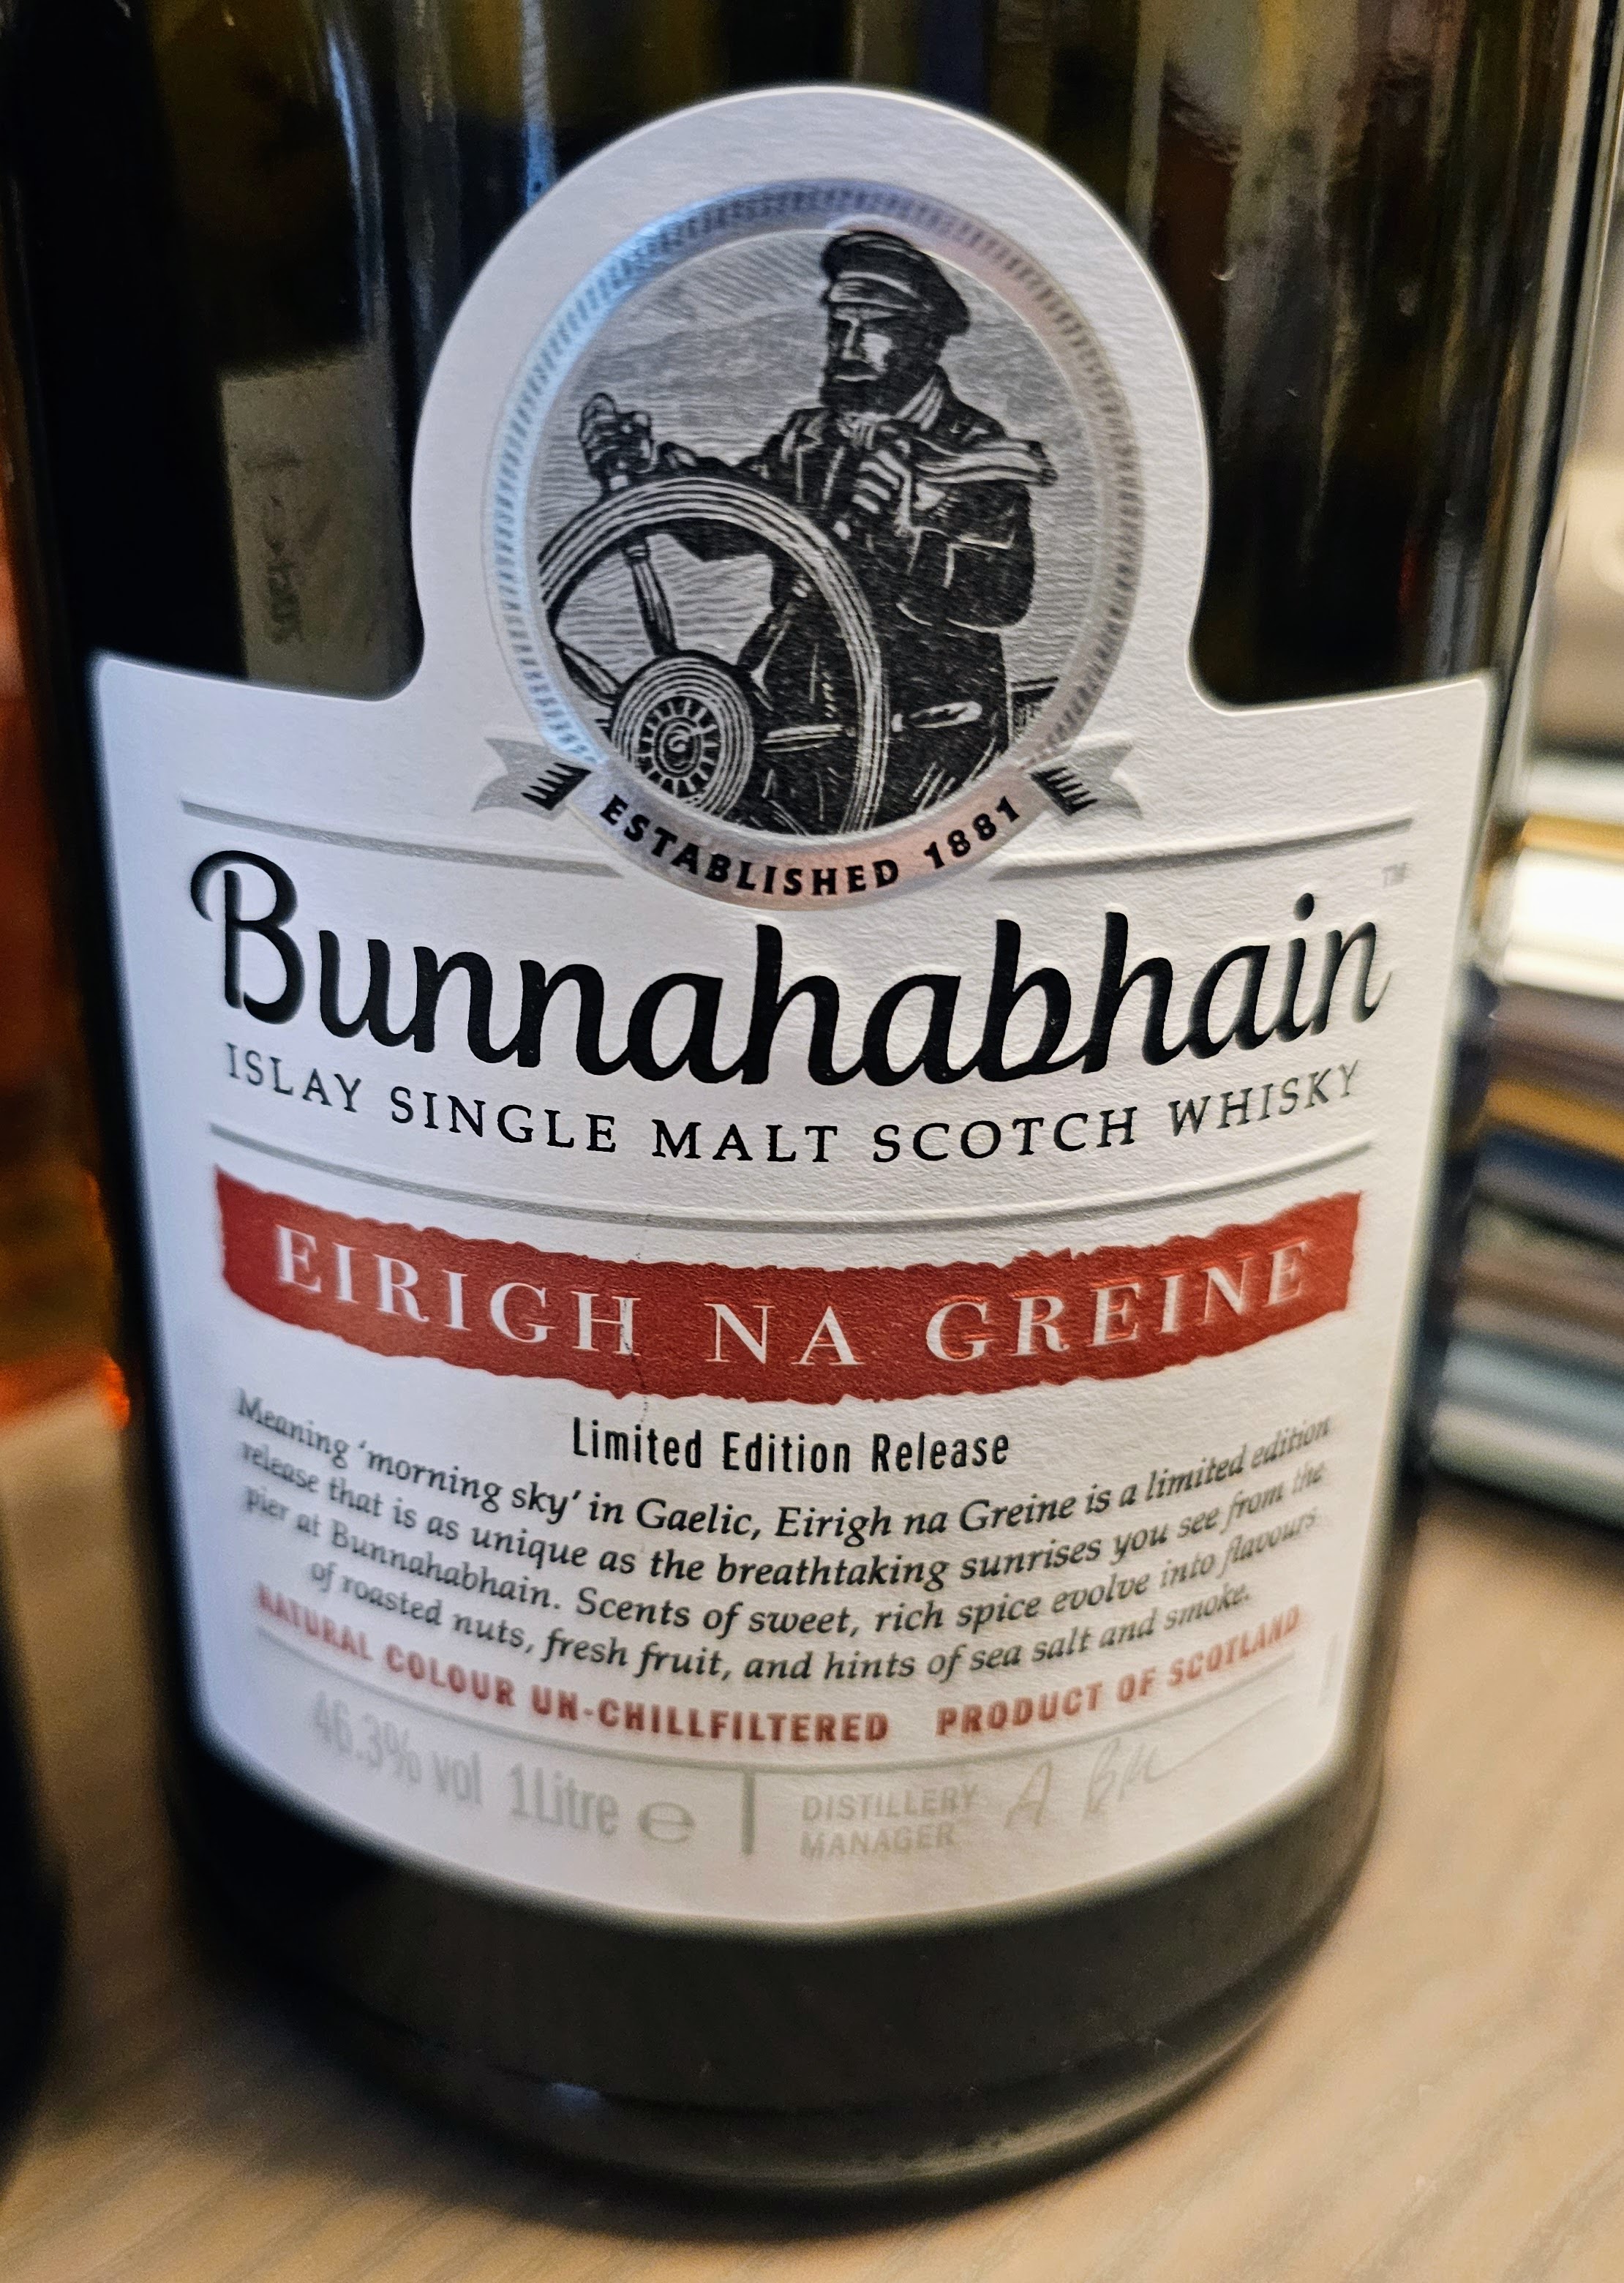 ESTABLISHED 1881
Bunnahabhain™
ISLAY SINGLE MALT SCOTCH WHISKY
EIRIGH NA GREINE
Limited Edition Release
Meaning ‘morning sky’ in Gaelic, Eirigh na Greine is a limited edition
release that is as unique as the breathtaking sunrises you see from the
pier at Bunnahabhain. Scents of sweet, rich spice evolve into flavours
of roasted nuts, fresh fruit, and hints of sea salt and smoke.
NATURAL COLOUR UN-CHILLFILTERED PRODUCT OF SCOTLAND
46.3% vol 1Litre ℮
DISTILLERY
MANAGER